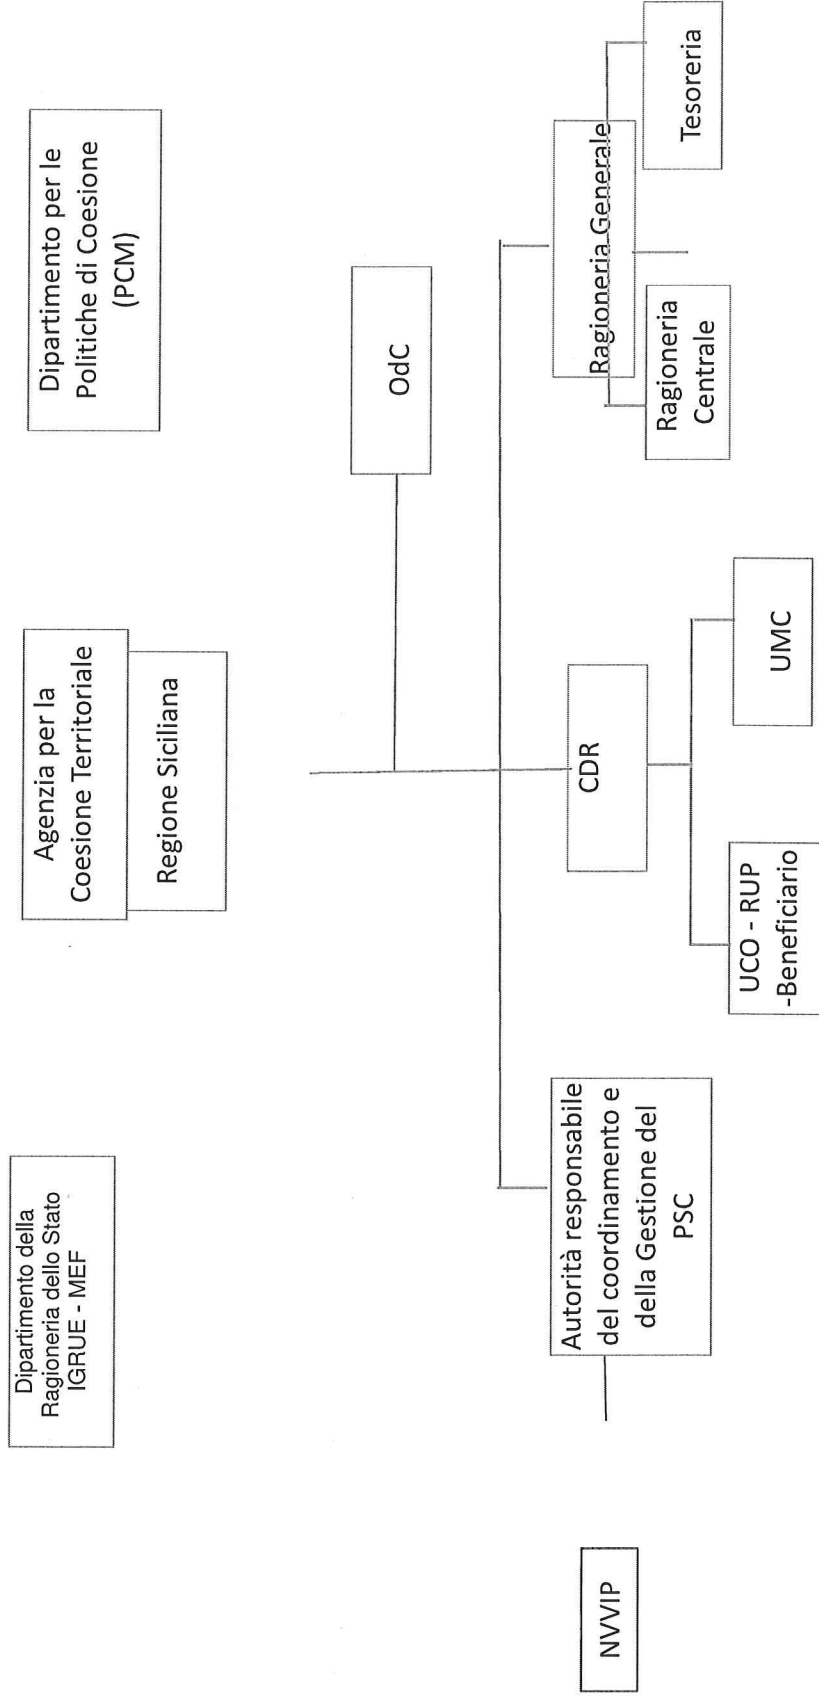 Dipartimento della
Ragioneria dello Stato
IGRUE - MEF
Agenzia per la
Coesione Territoriale
Dipartimento per le
Politiche di Coesione
(PCM)
Regione Siciliana
OdC
NVVIP
Autorità responsabile
del coordinamento e
della Gestione del
PSC
CDR
Ragioneria Generale
UCO - RUP
-Beneficiario
UMC
Ragioneria
Centrale
Tesoreria